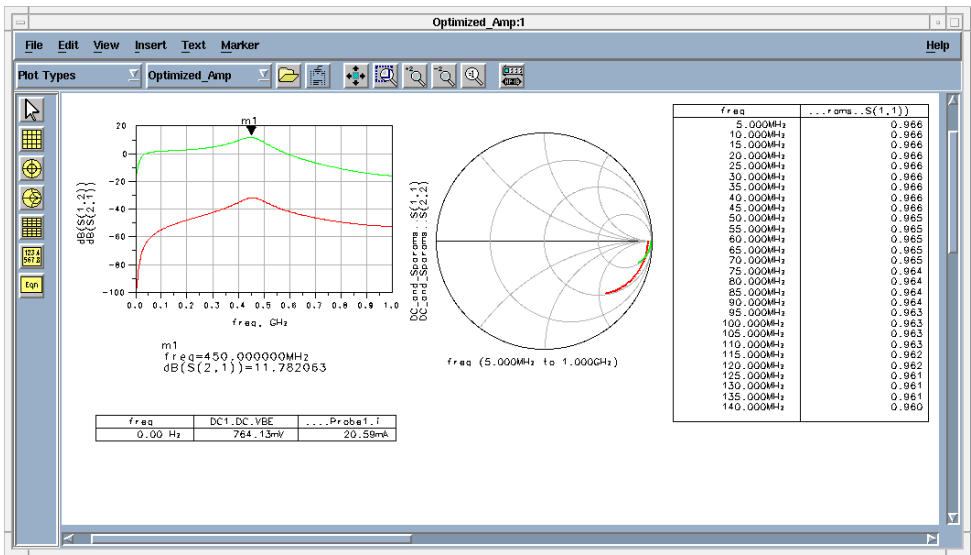 Optimized_Amp:1
File Edit View Insert Text Marker Help
Plot Types Optimized_Amp
m1
20
0
-20
-40
-60
-80
-100
dB(S(1,2))
dB(S(2,1))
0.0 0.1 0.2 0.3 0.4 0.5 0.6 0.7 0.8 0.9 1.0
freq, GHz
m1
freq=450.000000MHz
dB(S(2,1))=11.782063
freq DC1.DC.VBE ....Probe1.i
0.00 Hz 764.13mV 20.59mA
DC_and_Sparams..S(1,1)
DC_and_Sparams..S(2,2)
freq (5.000MHz to 1.000GHz)
freq ...rams..S(1,1))
5.000MHz 0.966
10.000MHz 0.966
15.000MHz 0.966
20.000MHz 0.966
25.000MHz 0.966
30.000MHz 0.966
35.000MHz 0.966
40.000MHz 0.966
45.000MHz 0.966
50.000MHz 0.965
55.000MHz 0.965
60.000MHz 0.965
65.000MHz 0.965
70.000MHz 0.965
75.000MHz 0.964
80.000MHz 0.964
85.000MHz 0.964
90.000MHz 0.964
95.000MHz 0.963
100.000MHz 0.963
105.000MHz 0.963
110.000MHz 0.963
115.000MHz 0.962
120.000MHz 0.962
125.000MHz 0.961
130.000MHz 0.961
135.000MHz 0.961
140.000MHz 0.960
+2
-2
123.4
567.8
Eqn